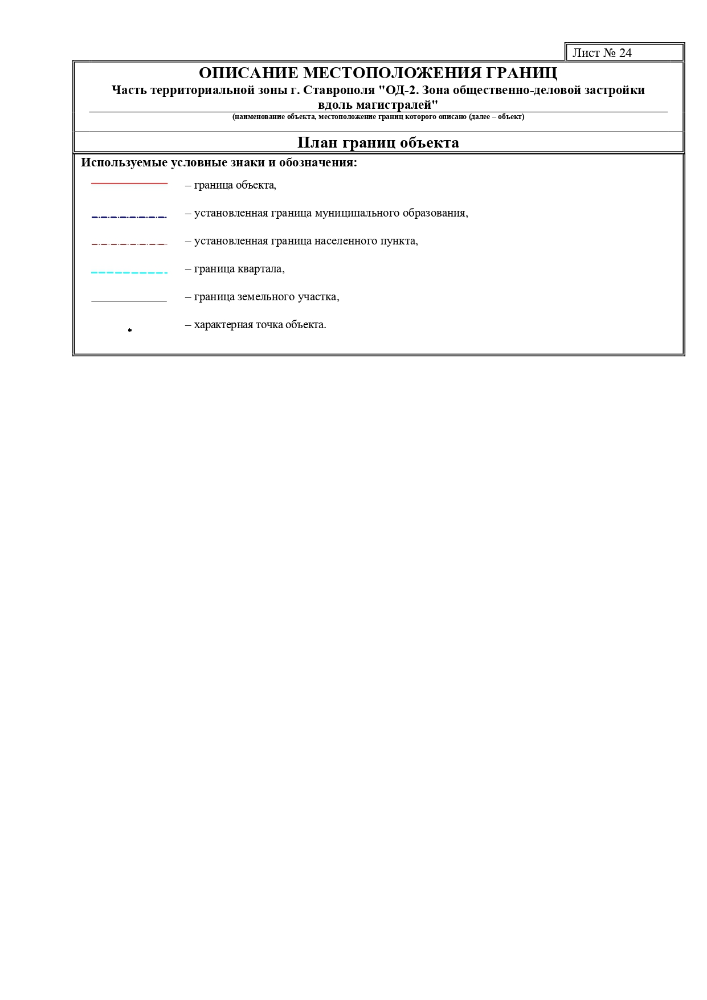 Лист № 24
ОПИСАНИЕ МЕСТОПОЛОЖЕНИЯ ГРАНИЦ
Часть территориальной зоны г. Ставрополя "ОД-2. Зона общественно-деловой застройки
вдоль магистралей"
(наименование объекта, местоположение границ которого описано (далее – объект)
План границ объекта
Используемые условные знаки и обозначения:
– граница объекта,
– установленная граница муниципального образования,
– установленная граница населенного пункта,
– граница квартала,
– граница земельного участка,
– характерная точка объекта.